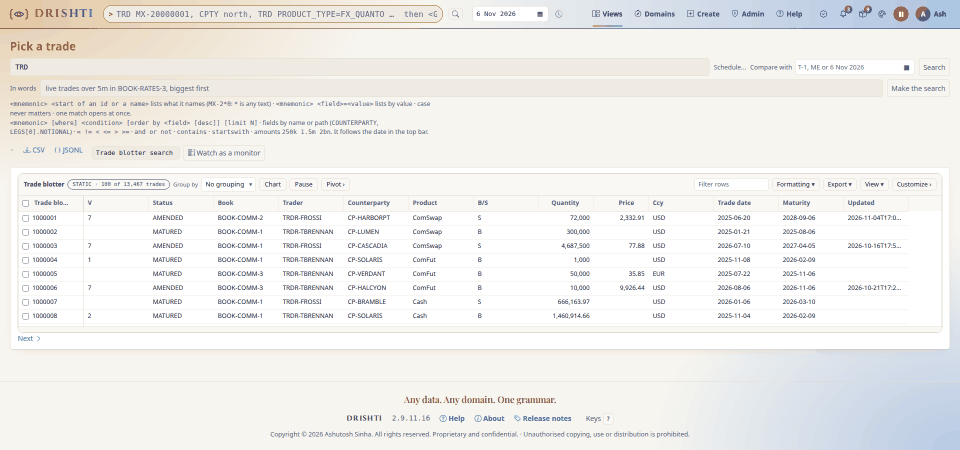 DRISHTI
> TRD MX-20000001, CPTY north, TRD PRODUCT_TYPE=FX_QUANTO … then <G
6 Nov 2026
Views Domains Create Admin Help
Ash
Pick a trade
TRD
Schedule... Compare with T-1, ME or 6 Nov 2026 Search
In words live trades over 5m in BOOK-RATES-3, biggest first Make the search
<mnemonic> <start of an id or a name> lists what it names (MX-2*0: * is any text) · <mnemonic> <field>=<value> lists by value · case
never matters · one match opens at once.
<mnemonic> [where] <condition> [order by <field> [desc]] [limit N] · fields by name or path (COUNTERPARTY,
LEGS[0].NOTIONAL) · = != < <= > >= · and or not · contains · startswith · amounts 250k 1.5m 2bn. It follows the date in the top bar.
CSV JSONL Trade blotter search Watch as a monitor
Trade blotter STATIC · 100 of 13,467 trades Group by No grouping Chart Pause Pivot › Filter rows Formatting ▾ Export ▾ View ▾ Customize ›
Trade blo... V Status Book Trader Counterparty Product B/S Quantity Price Ccy Trade date Maturity Updated
1000001 7 AMENDED BOOK-COMM-2 TRDR-FROSSI CP-HARBORPT ComSwap S 72,000 2,332.91 USD 2025-06-20 2028-09-06 2026-11-04T17:0...
1000002 MATURED BOOK-COMM-1 TRDR-TBRENNAN CP-LUMEN ComSwap B 300,000 USD 2025-01-21 2025-08-06
1000003 7 AMENDED BOOK-COMM-1 TRDR-FROSSI CP-CASCADIA ComSwap S 4,687,500 77.88 USD 2026-07-10 2027-04-05 2026-10-16T17:5...
1000004 1 MATURED BOOK-COMM-1 TRDR-TBRENNAN CP-SOLARIS ComFut B 1,000 USD 2025-11-08 2026-02-09
1000005 MATURED BOOK-COMM-3 TRDR-TBRENNAN CP-VERDANT ComFut B 50,000 35.85 EUR 2025-07-22 2025-11-06
1000006 7 AMENDED BOOK-COMM-3 TRDR-TBRENNAN CP-HALCYON ComFut B 10,000 9,926.44 USD 2026-08-06 2026-11-06 2026-10-21T17:2...
1000007 MATURED BOOK-COMM-1 TRDR-FROSSI CP-BRAMBLE Cash S 666,163.97 USD 2026-01-06 2026-03-10
1000008 2 MATURED BOOK-COMM-1 TRDR-TBRENNAN CP-SOLARIS Cash B 1,460,914.66 USD 2025-11-04 2026-02-09
Next ›
Any data. Any domain. One grammar.
DRISHTI 2.9.11.16 Help About Release notes Keys ?
Copyright © 2026 Ashutosh Sinha. All rights reserved. Proprietary and confidential. · Unauthorised copying, use or distribution is prohibited.